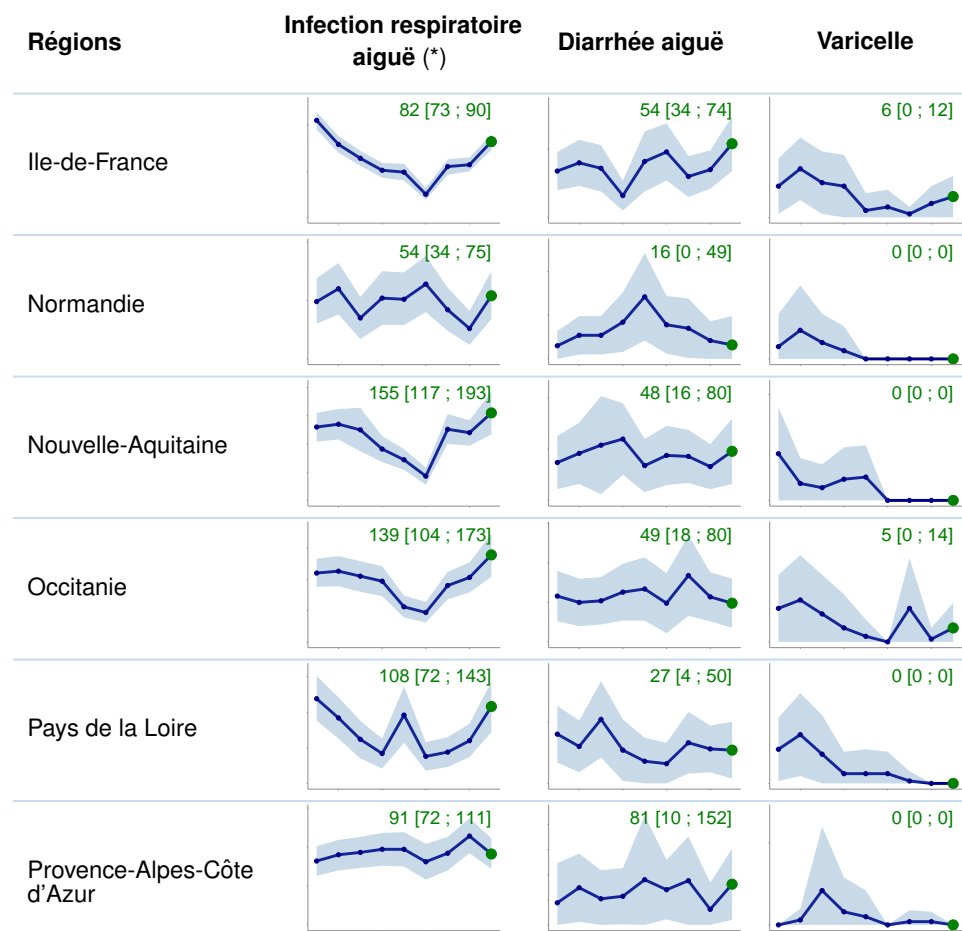 Régions
Infection respiratoire
aiguë (*)
Diarrhée aiguë
Varicelle
Ile-de-France
82 [73 ; 90]
54 [34 ; 74]
6 [0 ; 12]
Normandie
54 [34 ; 75]
16 [0 ; 49]
0 [0 ; 0]
Nouvelle-Aquitaine
155 [117 ; 193]
48 [16 ; 80]
0 [0 ; 0]
Occitanie
139 [104 ; 173]
49 [18 ; 80]
5 [0 ; 14]
Pays de la Loire
108 [72 ; 143]
27 [4 ; 50]
0 [0 ; 0]
Provence-Alpes-Côte
d'Azur
91 [72 ; 111]
81 [10 ; 152]
0 [0 ; 0]